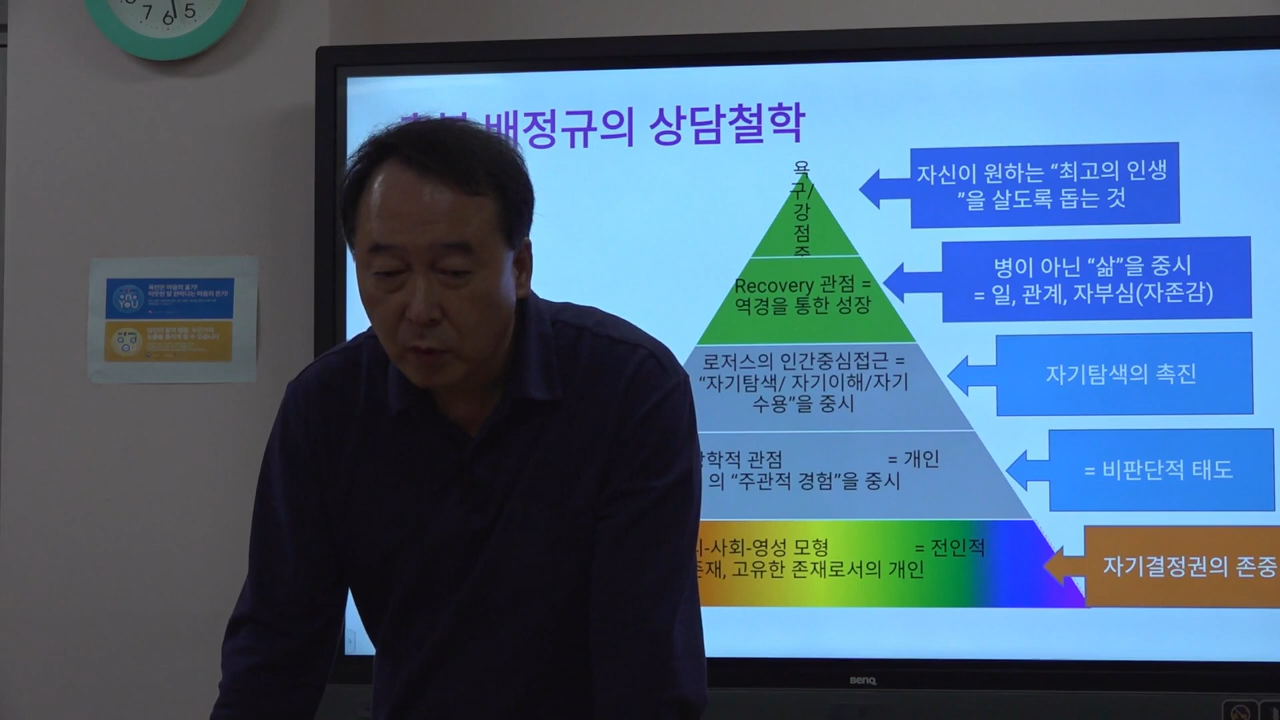 7 6 5
배정규의 상담철학
욕
구/
강
점
중
자신이 원하는 “최고의 인생
”을 살도록 돕는 것
Recovery 관점 =
역경을 통한 성장
병이 아닌 “삶”을 중시
= 일, 관계, 자부심(자존감)
로저스의 인간중심접근 =
“자기탐색/ 자기이해/자기
수용”을 중시
자기탐색의 촉진
학적 관점 = 개인
의 “주관적 경험”을 중시
= 비판단적 태도
-사회-영성 모형 = 전인적
존재, 고유한 존재로서의 개인
자기결정권의 존중
YOU
BenQ